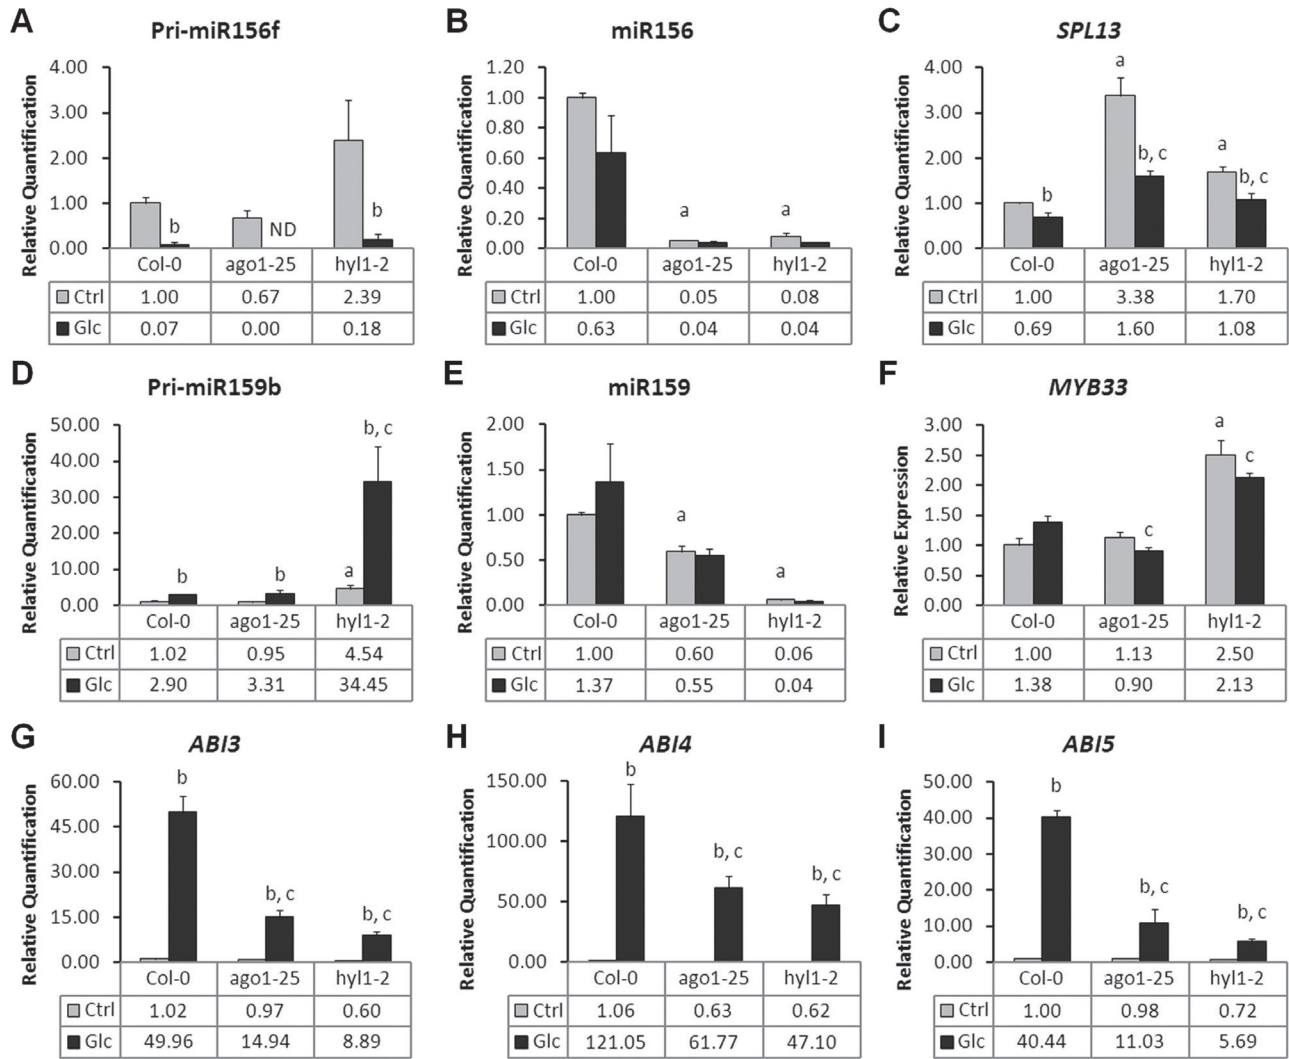 A Pri-miR156f
Relative Quantification
4.00
3.00
2.00
1.00
0.00
b ND b
Col-0 ago1-25 hyl1-2
Ctrl 1.00 0.67 2.39
Glc 0.07 0.00 0.18
B miR156
Relative Quantification
1.20
1.00
0.80
0.60
0.40
0.20
0.00
a a
Col-0 ago1-25 hyl1-2
Ctrl 1.00 0.05 0.08
Glc 0.63 0.04 0.04
C SPL13
Relative Quantification
4.00
3.00
2.00
1.00
0.00
b a b, c a b, c
Col-0 ago1-25 hyl1-2
Ctrl 1.00 3.38 1.70
Glc 0.69 1.60 1.08
D Pri-miR159b
Relative Quantification
50.00
40.00
30.00
20.00
10.00
0.00
b b a b, c
Col-0 ago1-25 hyl1-2
Ctrl 1.02 0.95 4.54
Glc 2.90 3.31 34.45
E miR159
Relative Quantification
2.00
1.50
1.00
0.50
0.00
a a
Col-0 ago1-25 hyl1-2
Ctrl 1.00 0.60 0.06
Glc 1.37 0.55 0.04
F MYB33
Relative Expression
3.00
2.50
2.00
1.50
1.00
0.50
0.00
c a c
Col-0 ago1-25 hyl1-2
Ctrl 1.00 1.13 2.50
Glc 1.38 0.90 2.13
G ABI3
Relative Quantification
60.00
45.00
30.00
15.00
0.00
b b, c b, c
Col-0 ago1-25 hyl1-2
Ctrl 1.02 0.97 0.60
Glc 49.96 14.94 8.89
H ABI4
Relative Quantification
150.00
100.00
50.00
0.00
b b, c b, c
Col-0 ago1-25 hyl1-2
Ctrl 1.06 0.63 0.62
Glc 121.05 61.77 47.10
I ABI5
Relative Quantification
50.00
40.00
30.00
20.00
10.00
0.00
b b, c b, c
Col-0 ago1-25 hyl1-2
Ctrl 1.00 0.98 0.72
Glc 40.44 11.03 5.69